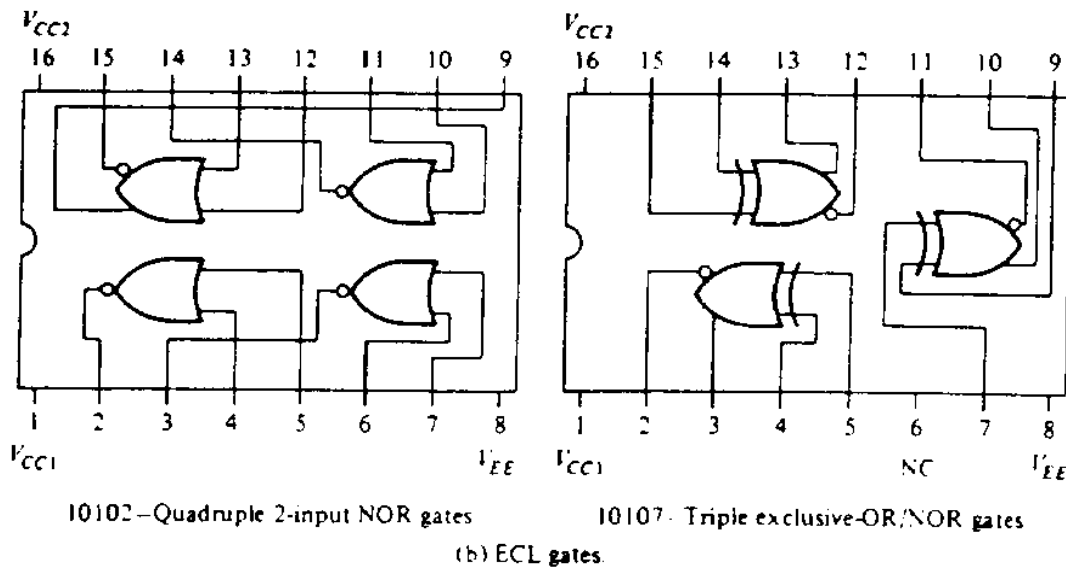 VCC2 VCC2
16 15 14 13 12 11 10 9 16 15 14 13 12 11 10 9
1 2 3 4 5 6 7 8 1 2 3 4 5 6 7 8
VCC1 VEE VCC1 NC VEE
10102–Quadruple 2-input NOR gates 10107- Triple exclusive-OR/NOR gates
(b) ECL gates.